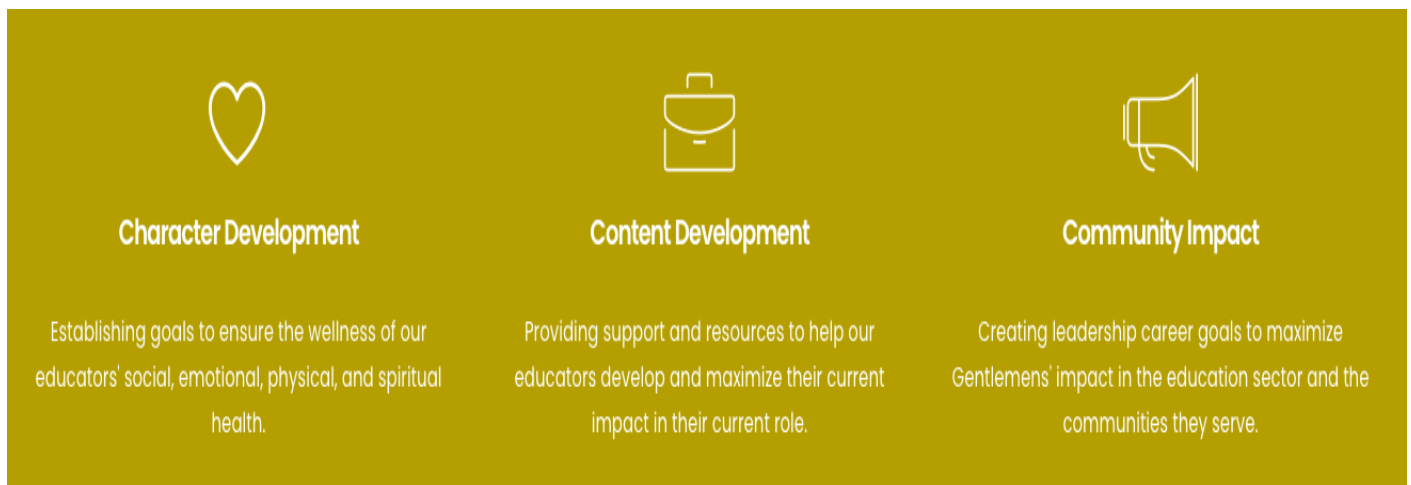 Character Development
Establishing goals to ensure the wellness of our
educators' social, emotional, physical, and spiritual
health.
Content Development
Providing support and resources to help our
educators develop and maximize their current
impact in their current role.
Community Impact
Creating leadership career goals to maximize
Gentlemens' impact in the education sector and the
communities they serve.